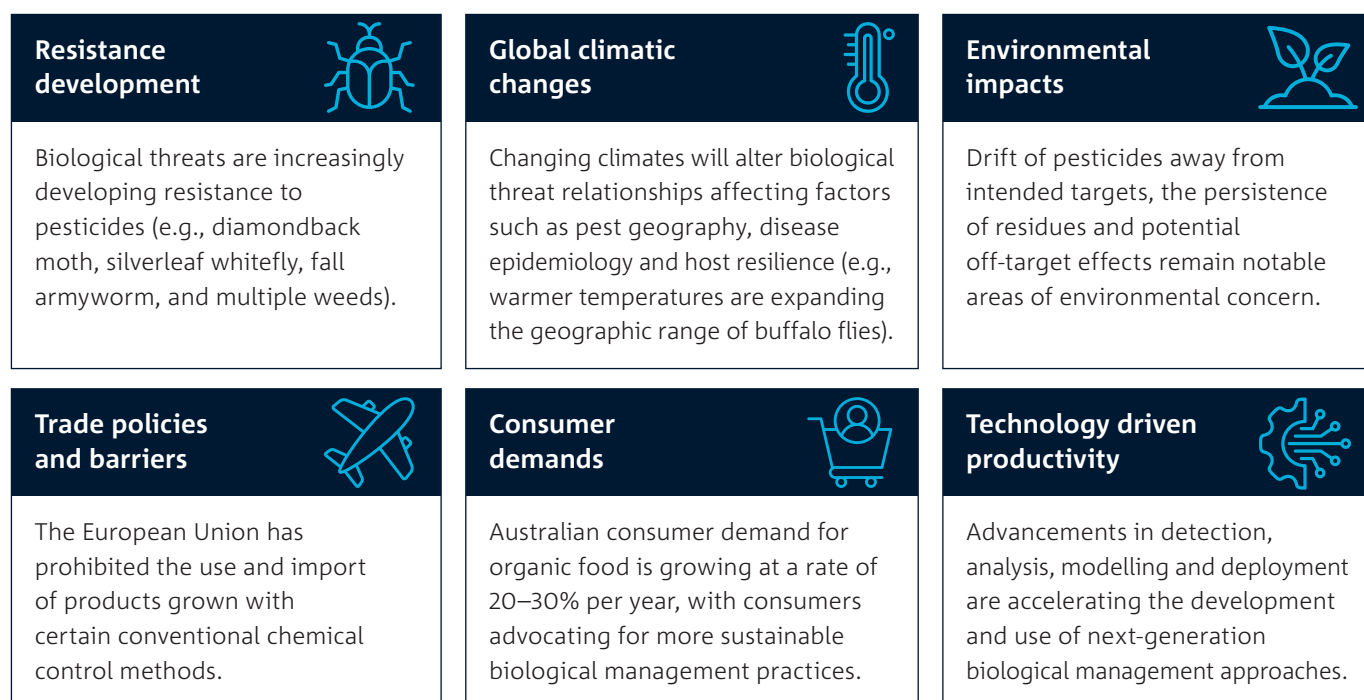 Resistance
development
Biological threats are increasingly
developing resistance to
pesticides (e.g., diamondback
moth, silverleaf whitefly, fall
armyworm, and multiple weeds).
Global climatic
changes
Changing climates will alter biological
threat relationships affecting factors
such as pest geography, disease
epidemiology and host resilience (e.g.,
warmer temperatures are expanding
the geographic range of buffalo flies).
Environmental
impacts
Drift of pesticides away from
intended targets, the persistence
of residues and potential
off-target effects remain notable
areas of environmental concern.
Trade policies
and barriers
The European Union has
prohibited the use and import
of products grown with
certain conventional chemical
control methods.
Consumer
demands
Australian consumer demand for
organic food is growing at a rate of
20–30% per year, with consumers
advocating for more sustainable
biological management practices.
Technology driven
productivity
Advancements in detection,
analysis, modelling and deployment
are accelerating the development
and use of next-generation
biological management approaches.